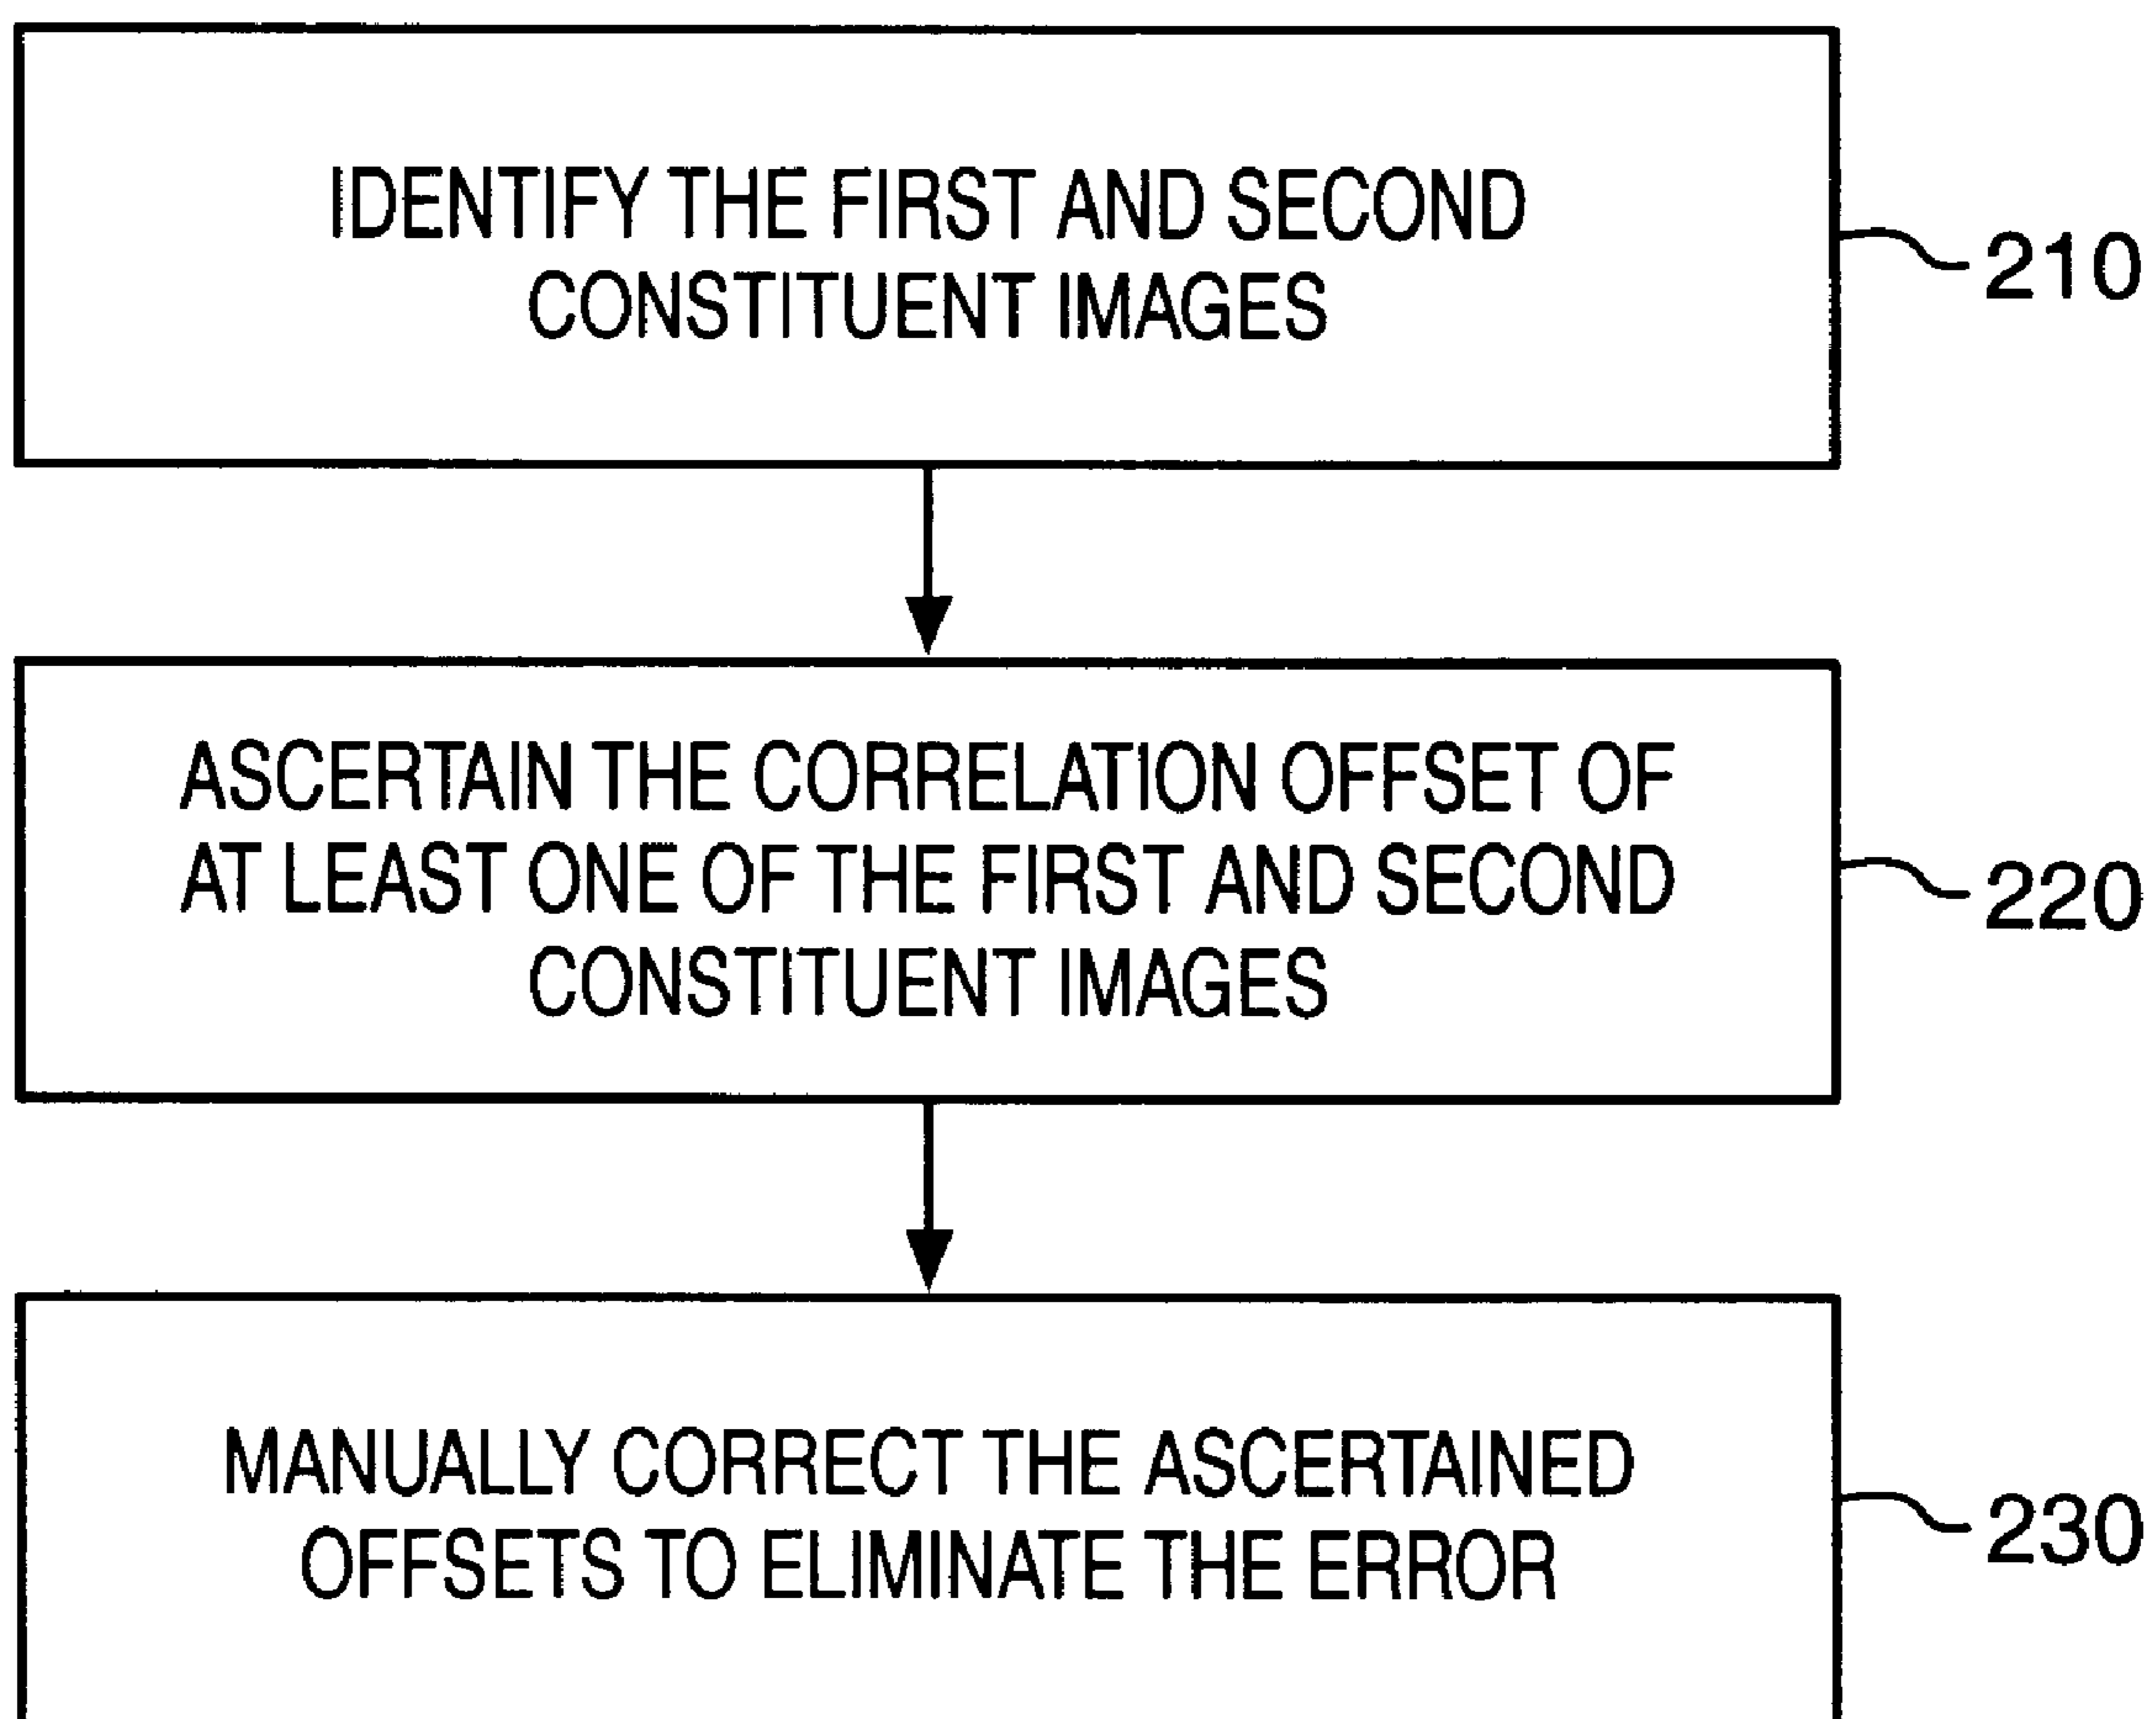 IDENTIFY THE FIRST AND SECOND
CONSTITUENT IMAGES
210
ASCERTAIN THE CORRELATION OFFSET OF
AT LEAST ONE OF THE FIRST AND SECOND
CONSTITUENT IMAGES
220
MANUALLY CORRECT THE ASCERTAINED
OFFSETS TO ELIMINATE THE ERROR
230